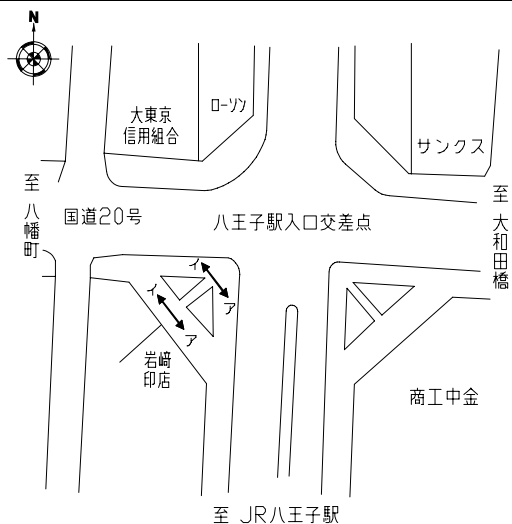 N
大東京
信用組合
ローソン
サンクス
至 八幡町
国道20号
八王子駅入口交差点
至 大和田橋
イ
ア
イ
ア
岩﨑
印店
商工中金
至 JR八王子駅